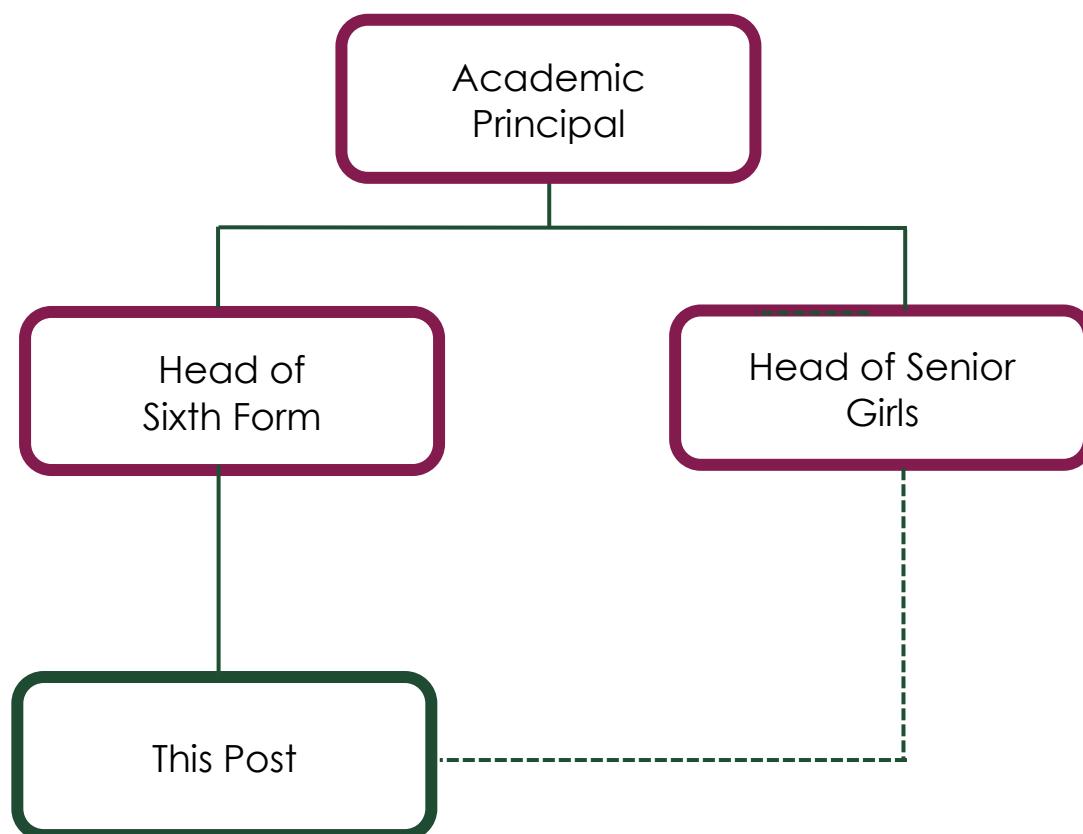 Academic
Principal
Head of
Sixth Form
Head of Senior
Girls
This Post